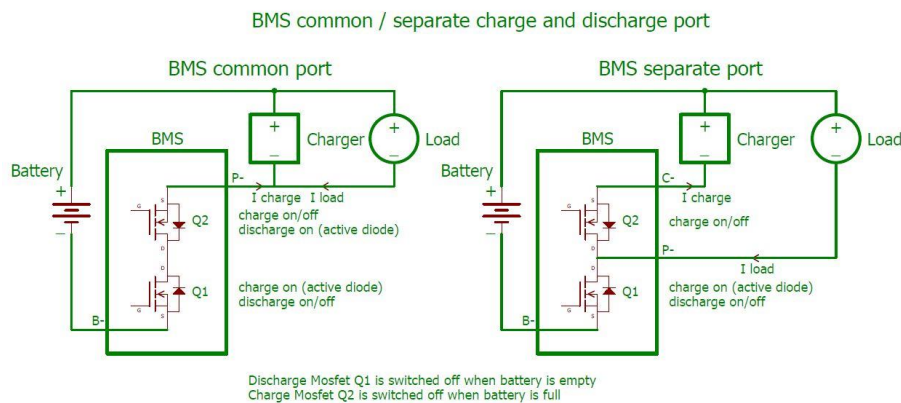 BMS common / separate charge and discharge port
BMS common port
BMS
Battery
+
−
+
−
Charger
+
−
Load
P-
I charge
I load
charge on/off
discharge on (active diode)
S
G
Q2
D
D
Q1
G
S
charge on (active diode)
discharge on/off
B-
BMS separate port
BMS
Battery
+
−
+
−
Charger
+
−
Load
C-
I charge
charge on/off
S
G
Q2
D
P-
I load
D
Q1
G
S
charge on (active diode)
discharge on/off
B-
Discharge Mosfet Q1 is switched off when battery is empty
Charge Mosfet Q2 is switched off when battery is full